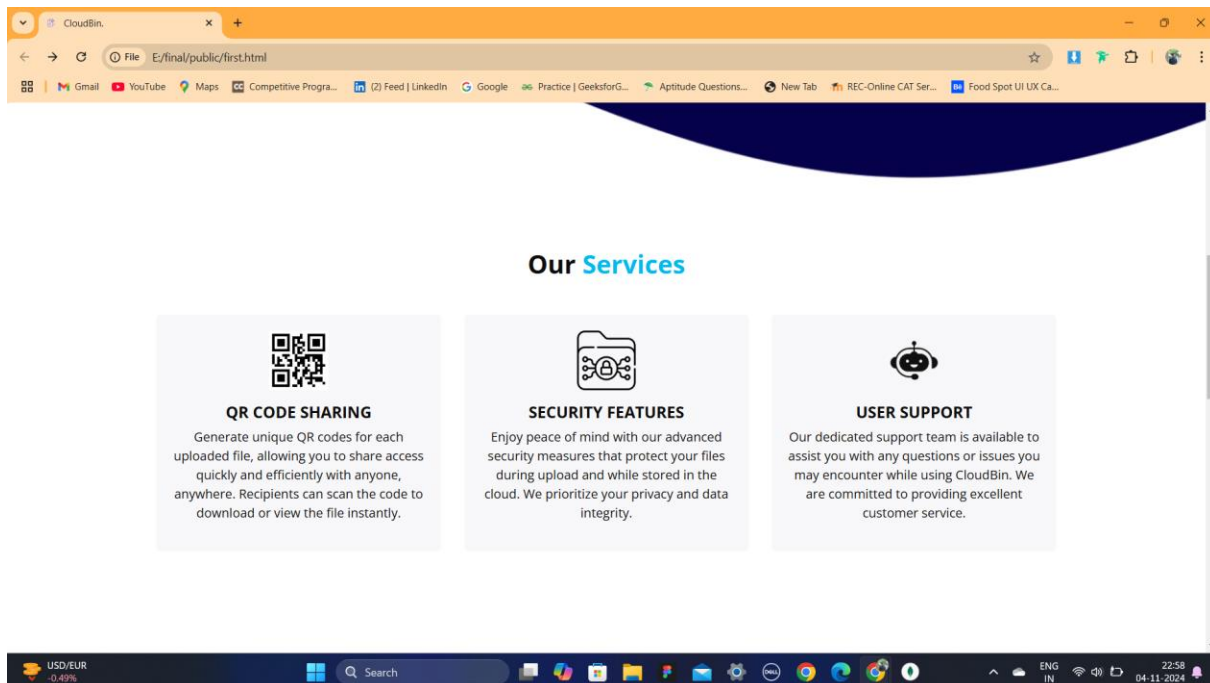 CloudBin.
File E:/final/public/first.html
Gmail YouTube Maps Competitive Progra... (2) Feed | LinkedIn Google Practice | GeeksforG... Aptitude Questions... New Tab REC-Online CAT Ser... Food Spot UI UX Ca...
Our Services
QR CODE SHARING
Generate unique QR codes for each
uploaded file, allowing you to share access
quickly and efficiently with anyone,
anywhere. Recipients can scan the code to
download or view the file instantly.
SECURITY FEATURES
Enjoy peace of mind with our advanced
security measures that protect your files
during upload and while stored in the
cloud. We prioritize your privacy and data
integrity.
USER SUPPORT
Our dedicated support team is available to
assist you with any questions or issues you
may encounter while using CloudBin. We
are committed to providing excellent
customer service.
USD/EUR
-0.49%
Search
ENG
IN
22:58
04-11-2024